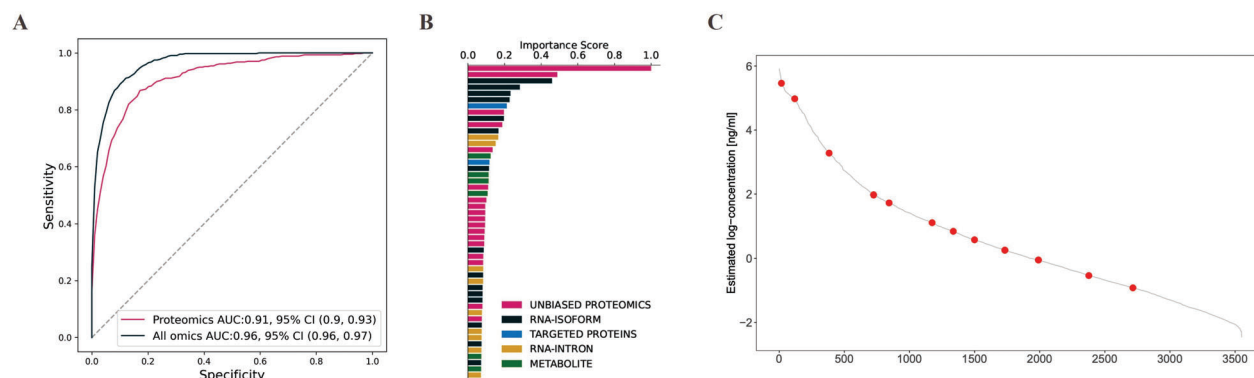 A
1.0
0.8
0.6
0.4
0.2
0.0
Sensitivity
0.0 0.2 0.4 0.6 0.8 1.0
Specificity
Proteomics AUC:0.91, 95% CI (0.9, 0.93)
All omics AUC:0.96, 95% CI (0.96, 0.97)
B
Importance Score
0.0 0.2 0.4 0.6 0.8 1.0
UNBIASED PROTEOMICS
RNA-ISOFORM
TARGETED PROTEINS
RNA-INTRON
METABOLITE
C
6
4
2
0
−2
Estimated log−concentration [ng/ml]
0 500 1000 1500 2000 2500 3000 3500